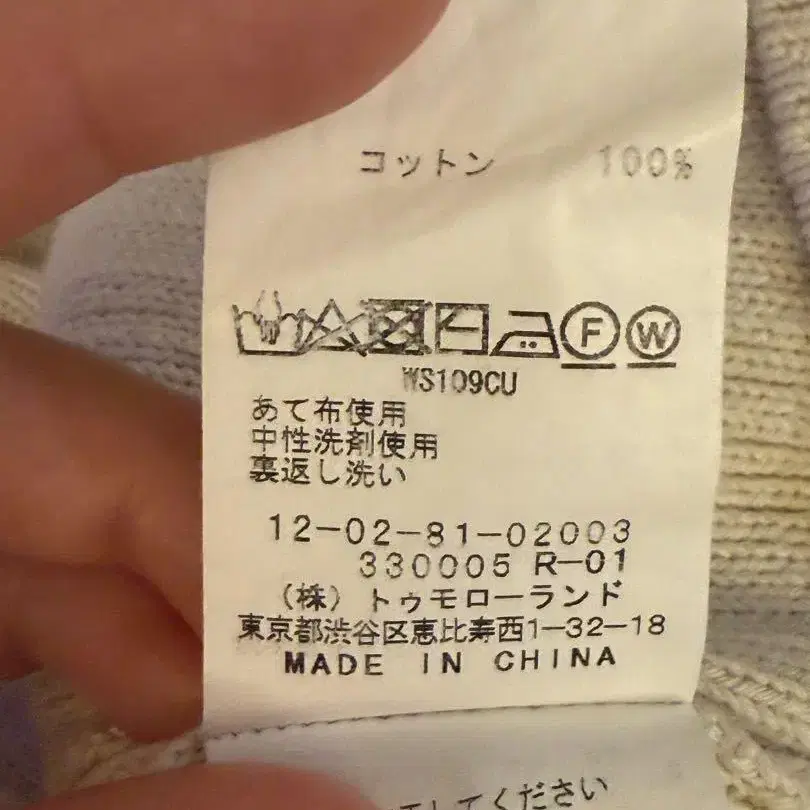 コットン 100%
F W
WS109CU
あて布使用
中性洗剤使用
裏返し洗い
12-02-81-02003
330005 R-01
(株)トゥモローランド
東京都渋谷区恵比寿西1-32-18
MADE IN CHINA
てください